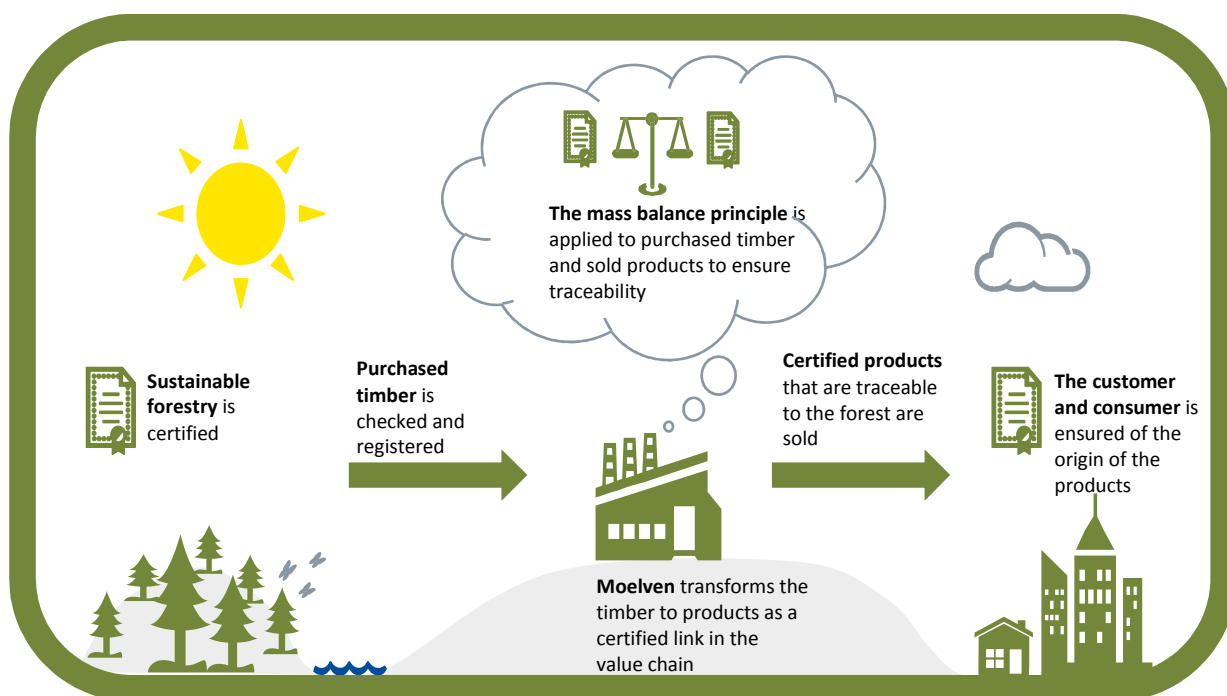 The mass balance principle is
applied to purchased timber
and sold products to ensure
traceability
Sustainable
forestry is
certified
Purchased
timber is
checked and
registered
Certified products
that are traceable
to the forest are
sold
The customer
and consumer is
ensured of the
origin of the
products
Moelven transforms the
timber to products as a
certified link in the
value chain